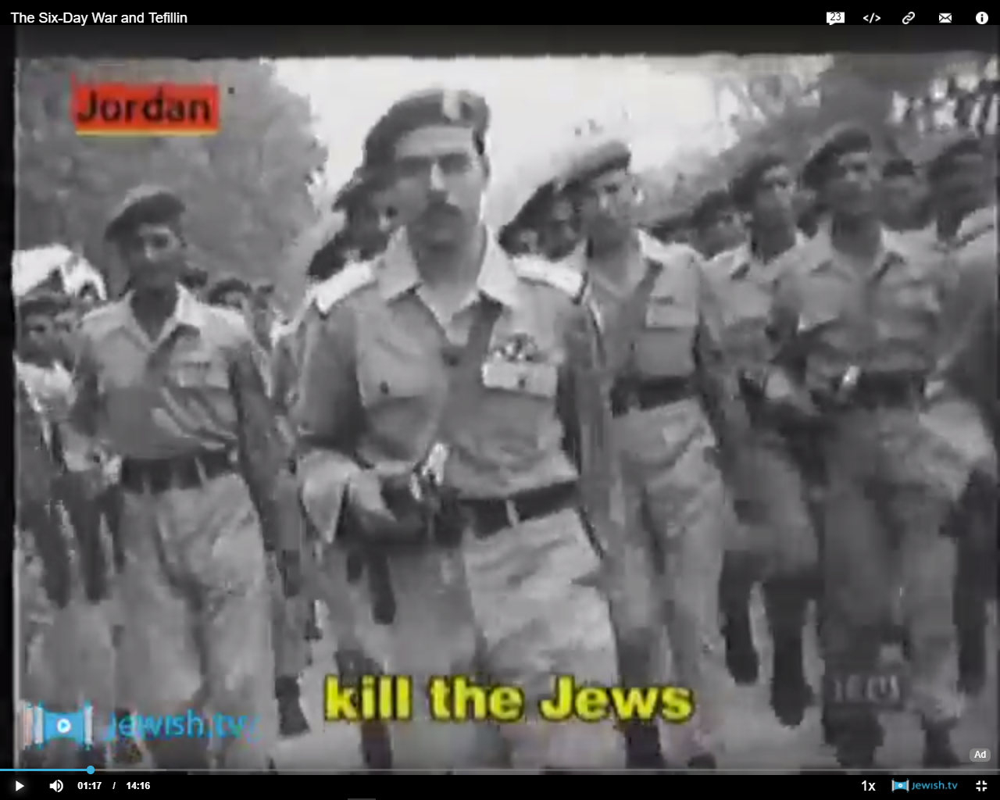 The Six-Day War and Tefillin
23
Jordan
kill the Jews
jewish.tv
Ad
01:17 / 14:16
1x
jewish.tv